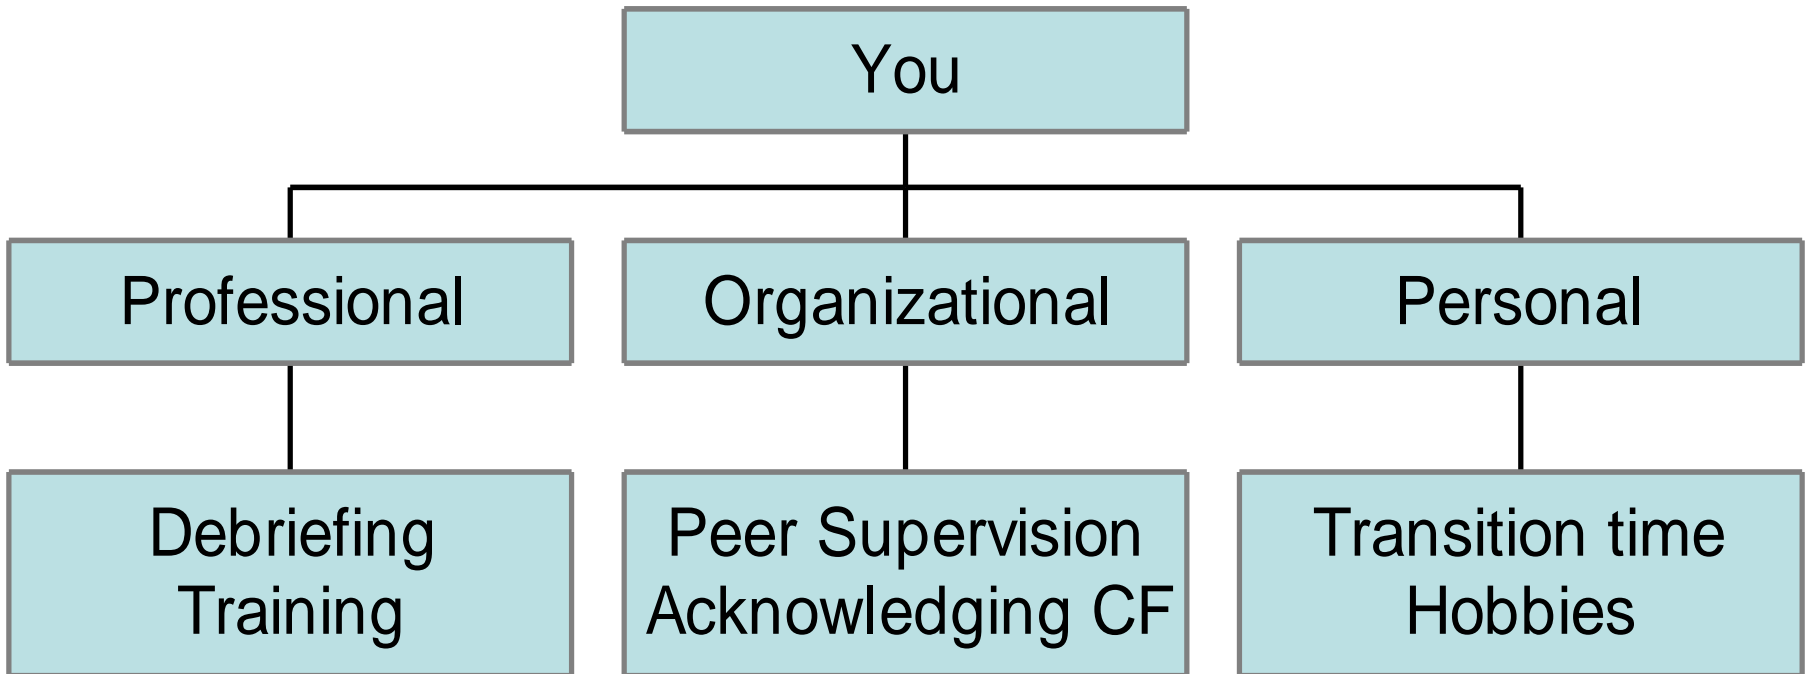 You
Professional
Organizational
Personal
Debriefing
Training
Peer Supervision
Acknowledging CF
Transition time
Hobbies